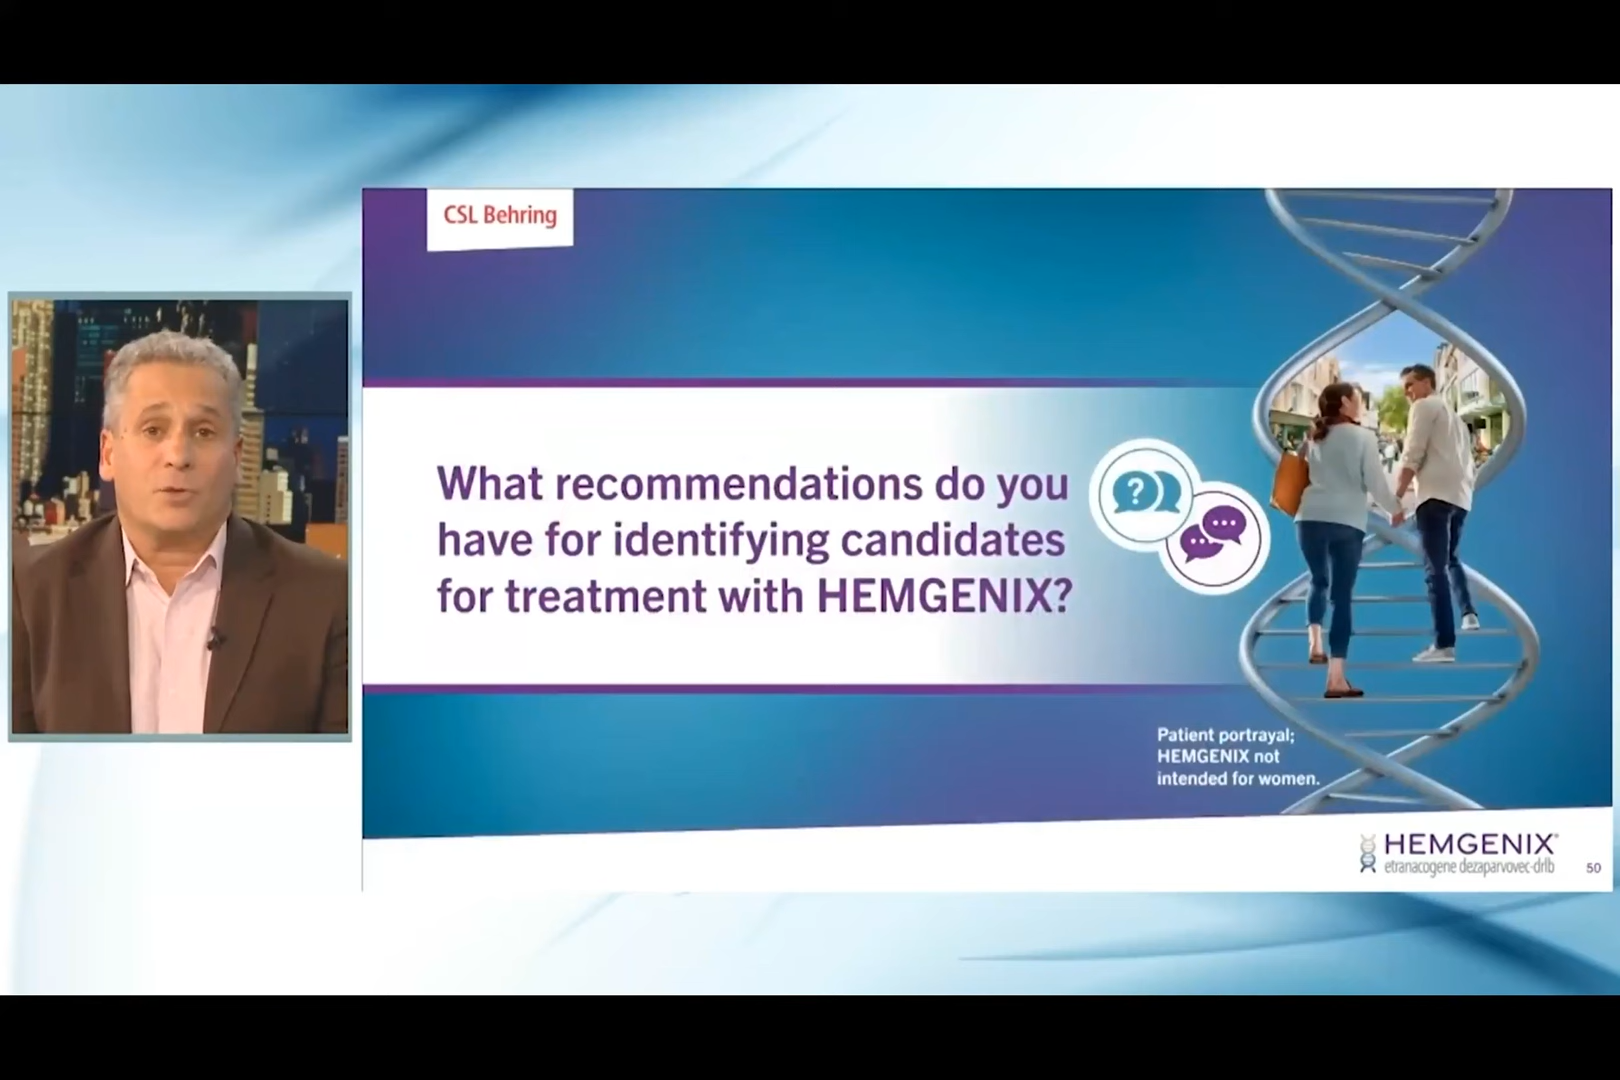 CSL Behring
What recommendations do you
have for identifying candidates
for treatment with HEMGENIX?
?
Patient portrayal;
HEMGENIX not
intended for women.
HEMGENIX®
etranacogene dezaparvovec-drlb
50